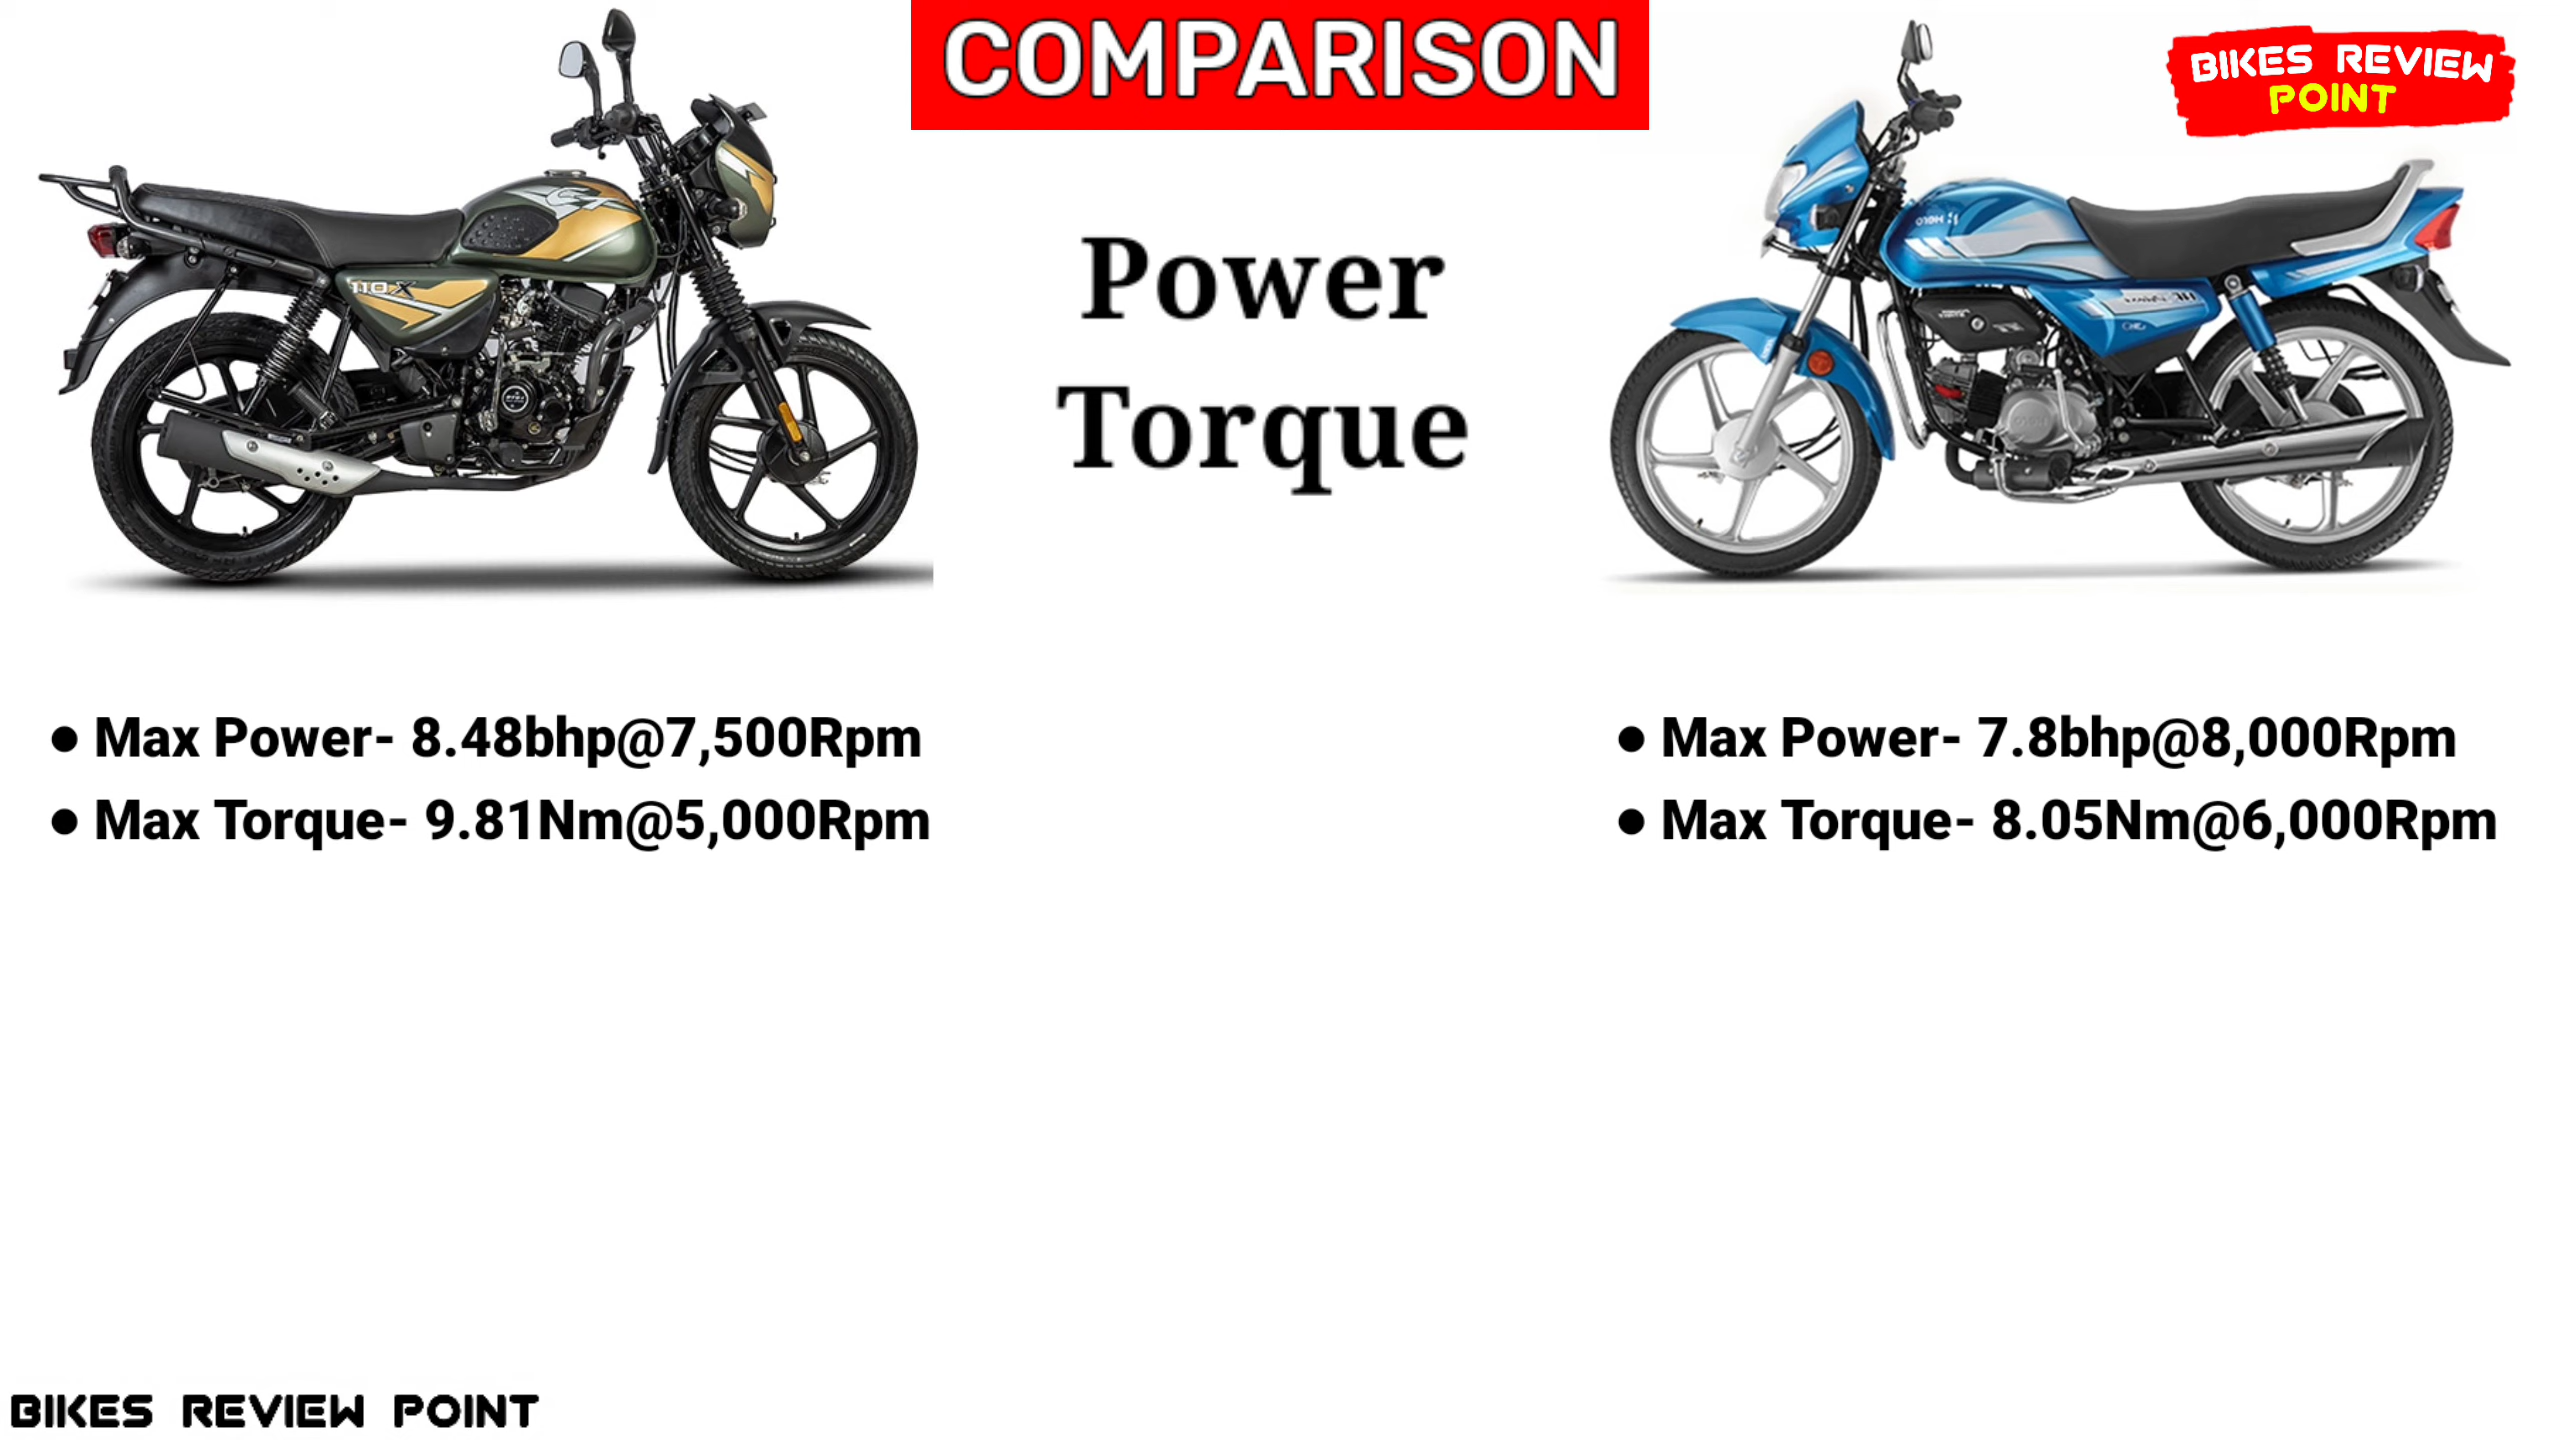 COMPARISON
BIKES REVIEW
POINT
Power
Torque
110 X
● Max Power- 8.48bhp@7,500Rpm
● Max Torque- 9.81Nm@5,000Rpm
● Max Power- 7.8bhp@8,000Rpm
● Max Torque- 8.05Nm@6,000Rpm
BIKES REVIEW POINT